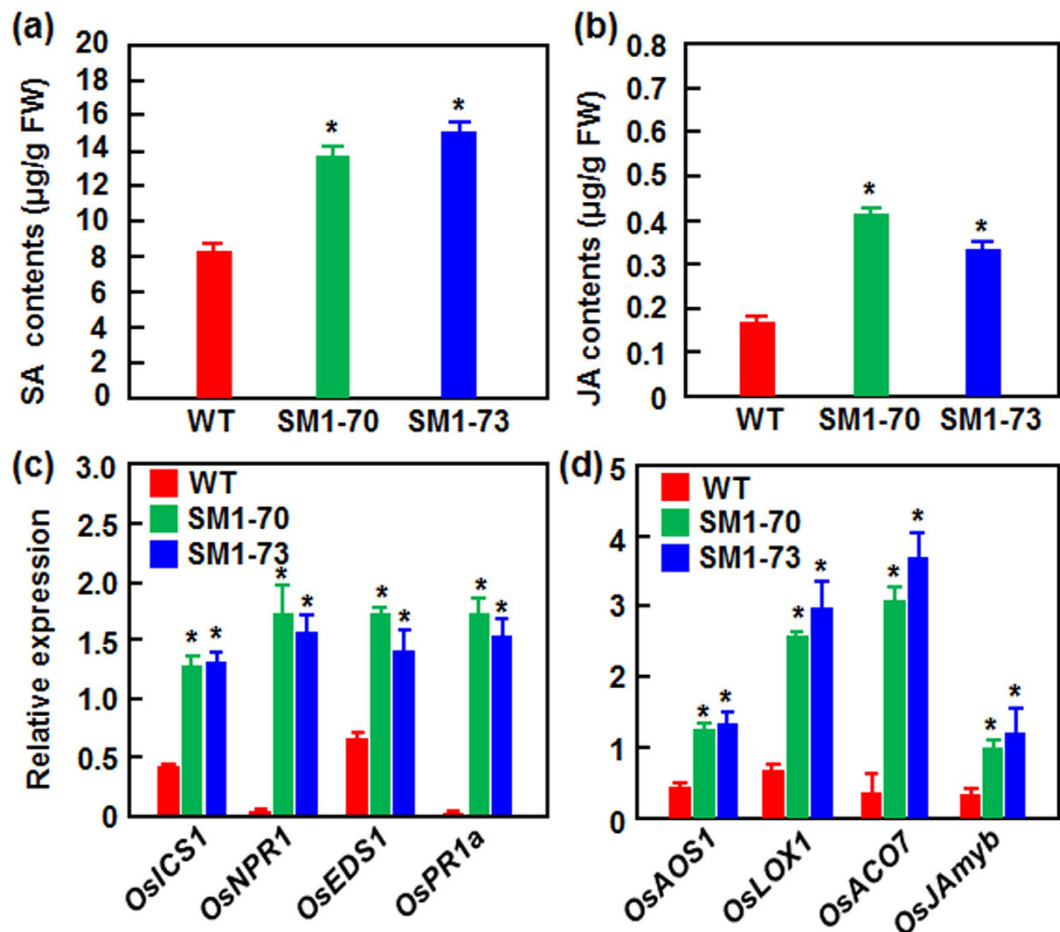 (a)
SA contents (µg/g FW)
20
18
16
14
12
10
8
6
4
2
0
*
*
WT
SM1-70
SM1-73
(b)
JA contents (µg/g FW)
0.8
0.7
0.6
0.5
0.4
0.3
0.2
0.1
0
*
*
WT
SM1-70
SM1-73
(c)
Relative expression
3.0
2.5
2.0
1.5
1.0
0.5
0
WT
SM1-70
SM1-73
* * * * * * * *
OsICS1
OsNPR1
OsEDS1
OsPR1a
(d)
5
4
3
2
1
0
WT
SM1-70
SM1-73
* * * * * * * *
OsAOS1
OsLOX1
OsACO7
OsJAmyb